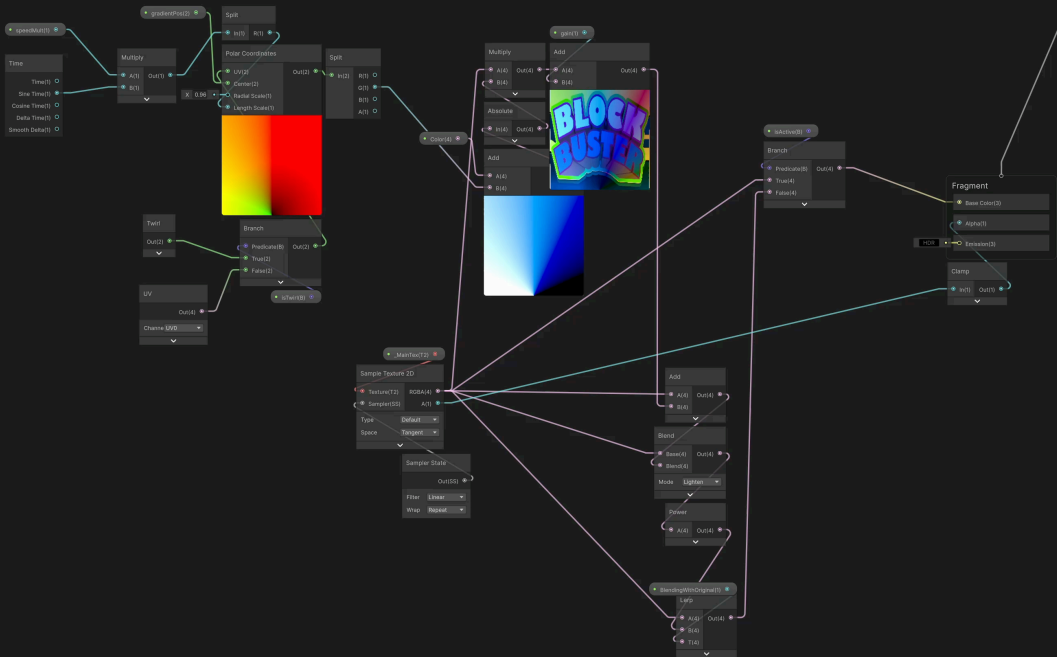 gradientPos(2)
speedMult(1)
Split
In(1) R(1)
Time
Time(1)
Sine Time(1)
Cosine Time(1)
Delta Time(1)
Smooth Delta(1)
Multiply
A(1) Out(1)
B(1)
Polar Coordinates
UV(2) Out(2)
Center(2)
X 0.96 Radial Scale(1)
Length Scale(1)
Split
In(2) R(1)
G(1)
B(1)
A(1)
Color(4)
Multiply
A(4) Out(4)
B(4)
Absolute
In(4) Out(4)
Add
A(4)
B(4)
gain(1)
Add
A(4) Out(4)
B(4)
BLOCK
BUSTER
IsActive(B)
Branch
Predicate(B) Out(4)
True(4)
False(4)
Fragment
Base Color(3)
Alpha(1)
HDR Emission(3)
Clamp
In(1) Out(1)
Twirl
Out(2)
Branch
Predicate(B) Out(2)
True(2)
False(2)
isTwirl(B)
UV
Out(4)
Channe UV0
_MainTex(T2)
Sample Texture 2D
Texture(T2) RGBA(4)
Sampler(SS) A(1)
Type Default
Space Tangent
Sampler State
Out(SS)
Filter Linear
Wrap Repeat
Add
A(4) Out(4)
B(4)
Blend
Base(4) Out(4)
Blend(4)
Mode Lighten
Power
A(4) Out(4)
BlendingWithOriginal(1)
Lerp
A(4) Out(4)
B(4)
T(4)